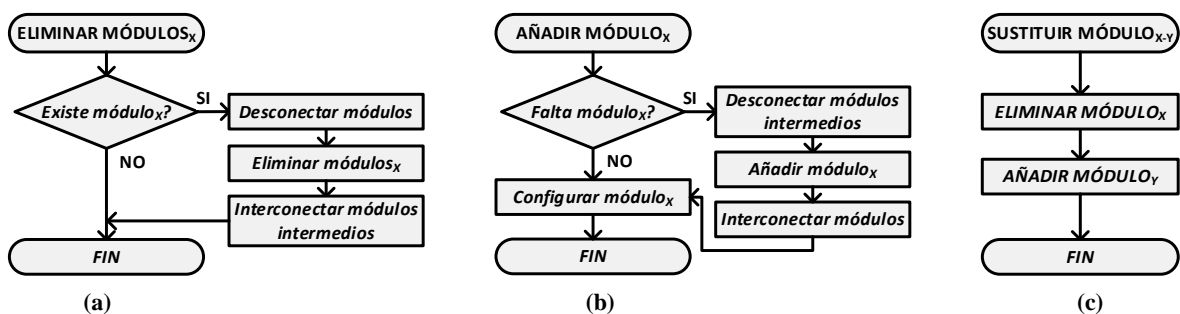 ELIMINAR MÓDULOSX
Existe móduloX?
SI
NO
Desconectar módulos
Eliminar módulosX
Interconectar módulos
intermedios
FIN
(a)
AÑADIR MÓDULOX
Falta móduloX?
SI
NO
Desconectar módulos
intermedios
Añadir móduloX
Interconectar módulos
Configurar móduloX
FIN
(b)
SUSTITUIR MÓDULOX-Y
ELIMINAR MÓDULOX
AÑADIR MÓDULOY
FIN
(c)